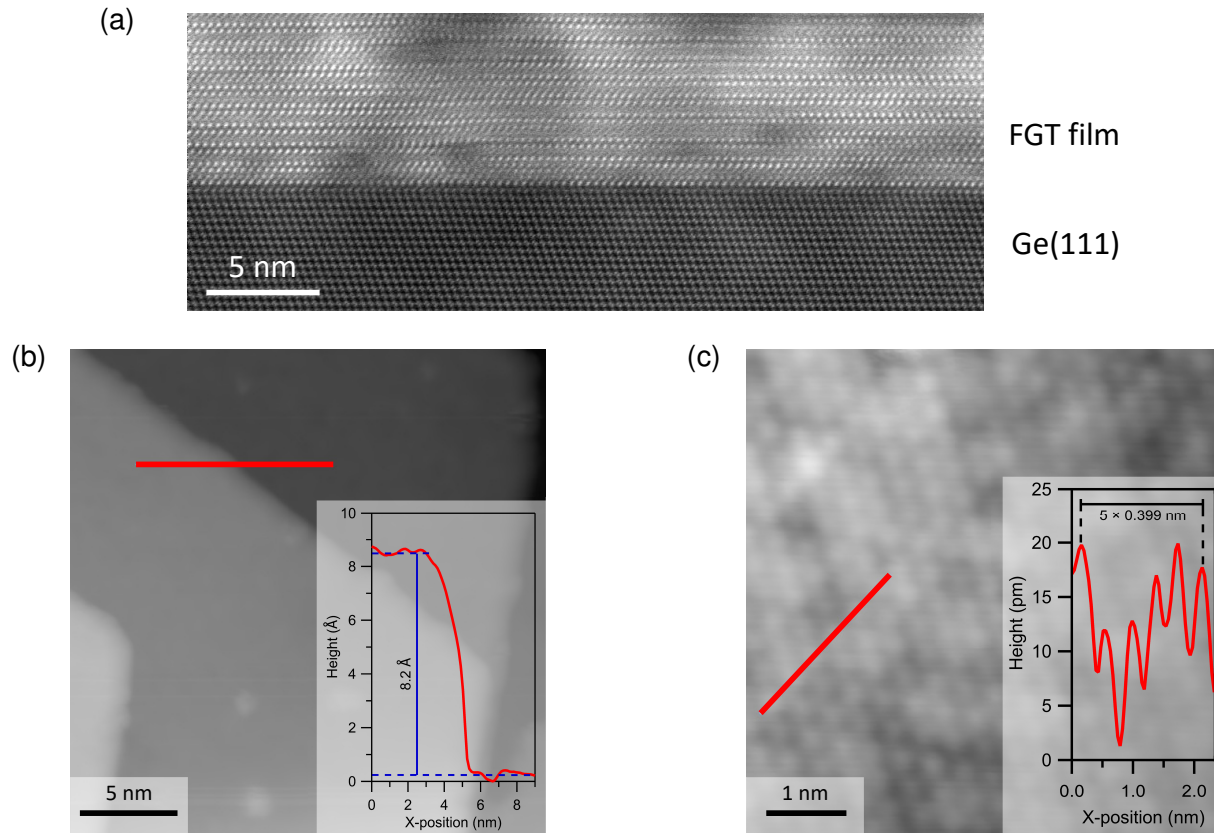 (a)
FGT film
Ge(111)
5 nm
(b)
10
8
6
4
2
0
Height (Å)
8.2 Å
0 2 4 6 8
X-position (nm)
5 nm
(c)
25
20
15
10
5
0
Height (pm)
5 × 0.399 nm
0.0 1.0 2.0
X-position (nm)
1 nm